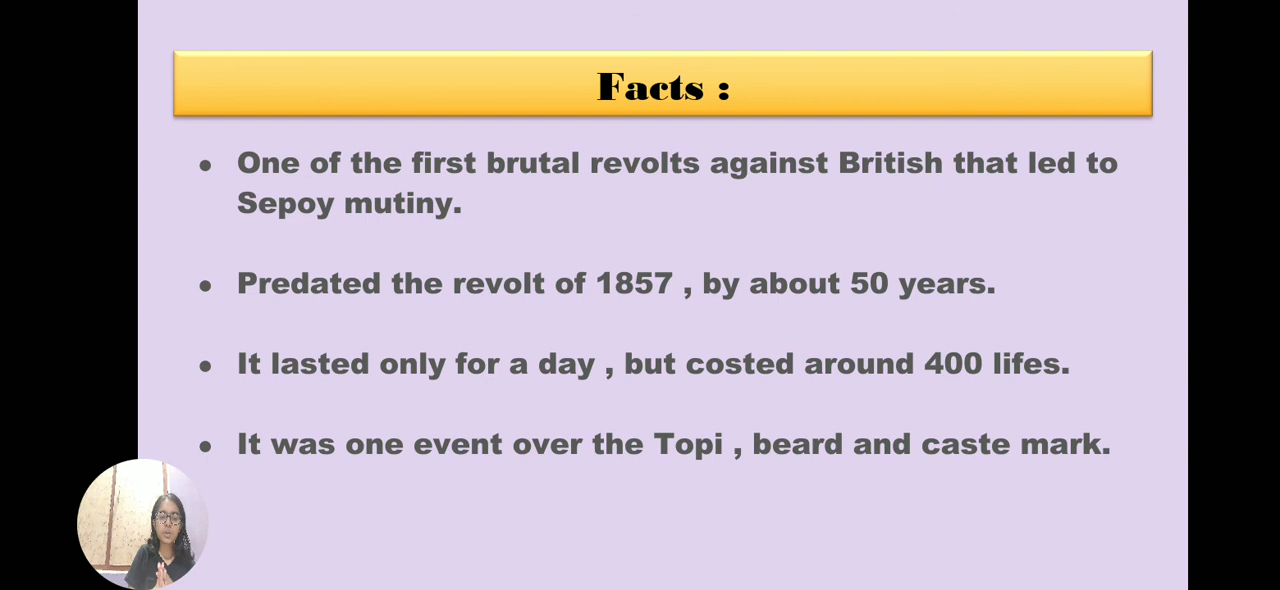 Facts :
• One of the first brutal revolts against British that led to
Sepoy mutiny.
• Predated the revolt of 1857 , by about 50 years.
• It lasted only for a day , but costed around 400 lifes.
• It was one event over the Topi , beard and caste mark.